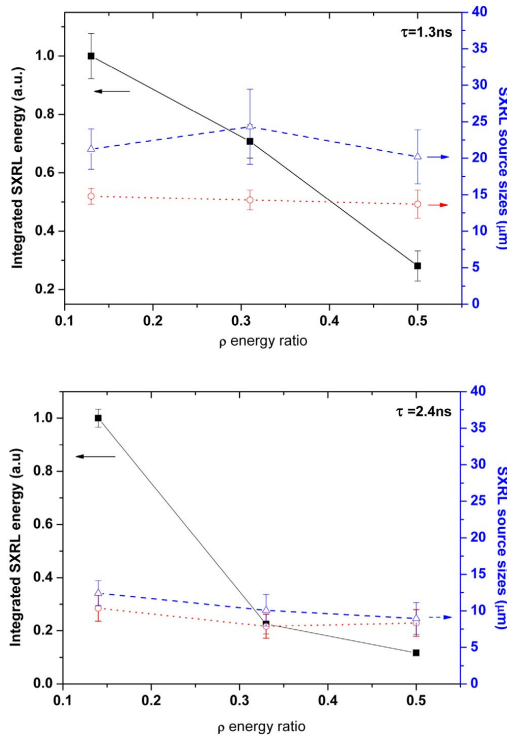 τ=1.3ns
Integrated SXRL energy (a.u.)
1.0
0.8
0.6
0.4
0.2
40
35
30
25
20
15
10
5
0
SXRL source sizes (μm)
0.1 0.2 0.3 0.4 0.5
ρ energy ratio
τ =2.4ns
Integrated SXRL energy (a.u)
1.0
0.8
0.6
0.4
0.2
0.0
40
35
30
25
20
15
10
5
0
SXRL source sizes (μm)
0.1 0.2 0.3 0.4 0.5
ρ energy ratio